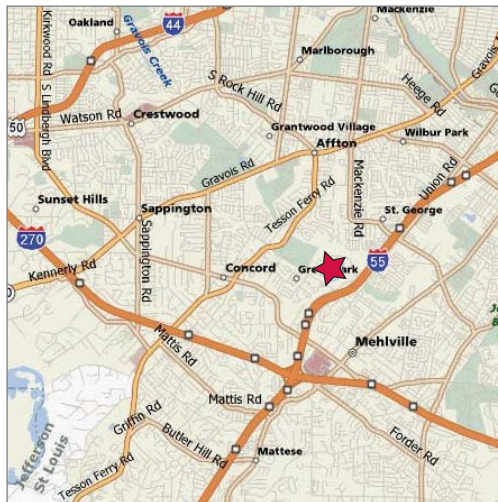 Oakland
44
Mackenzie
Kirkwood Rd
Gravois Creek
Marlborough
Gravois
S Lindbergh Blvd
S Rock Hill Rd
Heege Rd
50
Watson Rd
Crestwood
Grantwood Village
Wilbur Park
Affton
Gravois Rd
Mackenzie Rd
Union Rd
Tesson Ferry Rd
Sunset Hills
Sappington
St. George
270
Sappington Rd
55
Kennerly Rd
Concord
Mattis Rd
Mehlville
Mattis Rd
Griffin Rd
Butler Hill Rd
Forder Rd
Jefferson
St Louis
Mattese
Tesson Ferry Rd